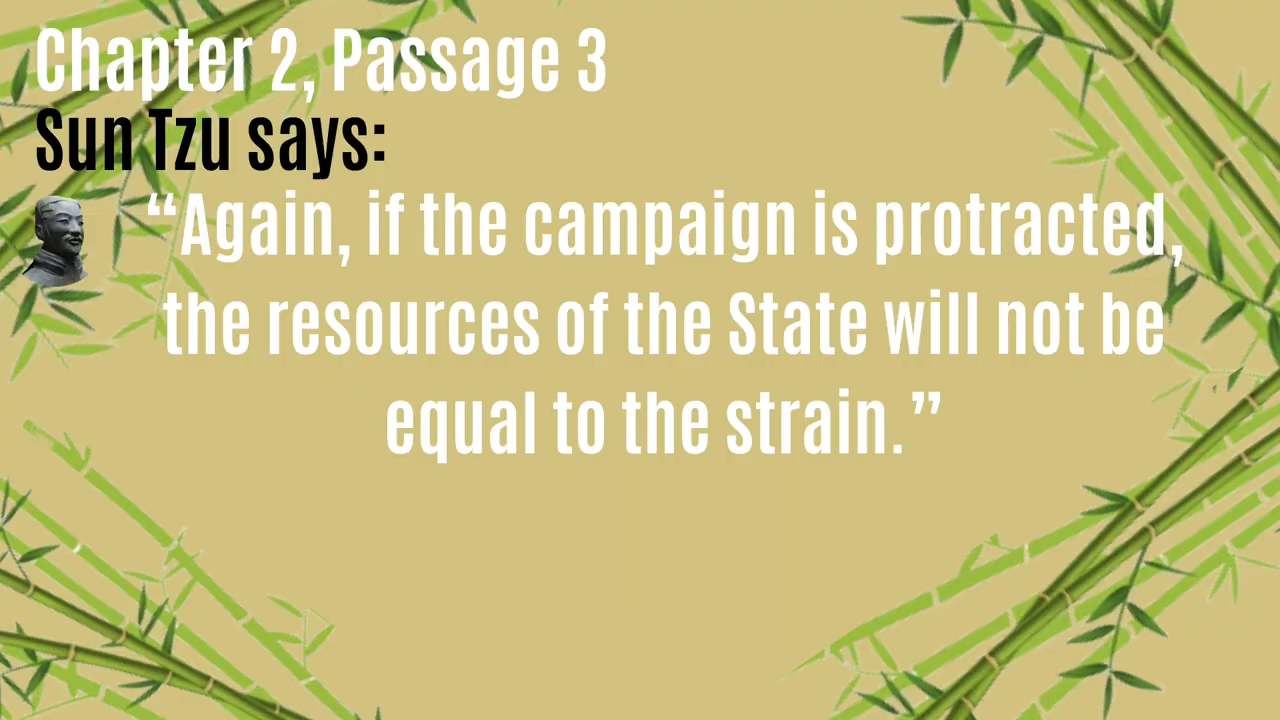 Chapter 2, Passage 3
Sun Tzu says:
“Again, if the campaign is protracted,
the resources of the State will not be
equal to the strain.”